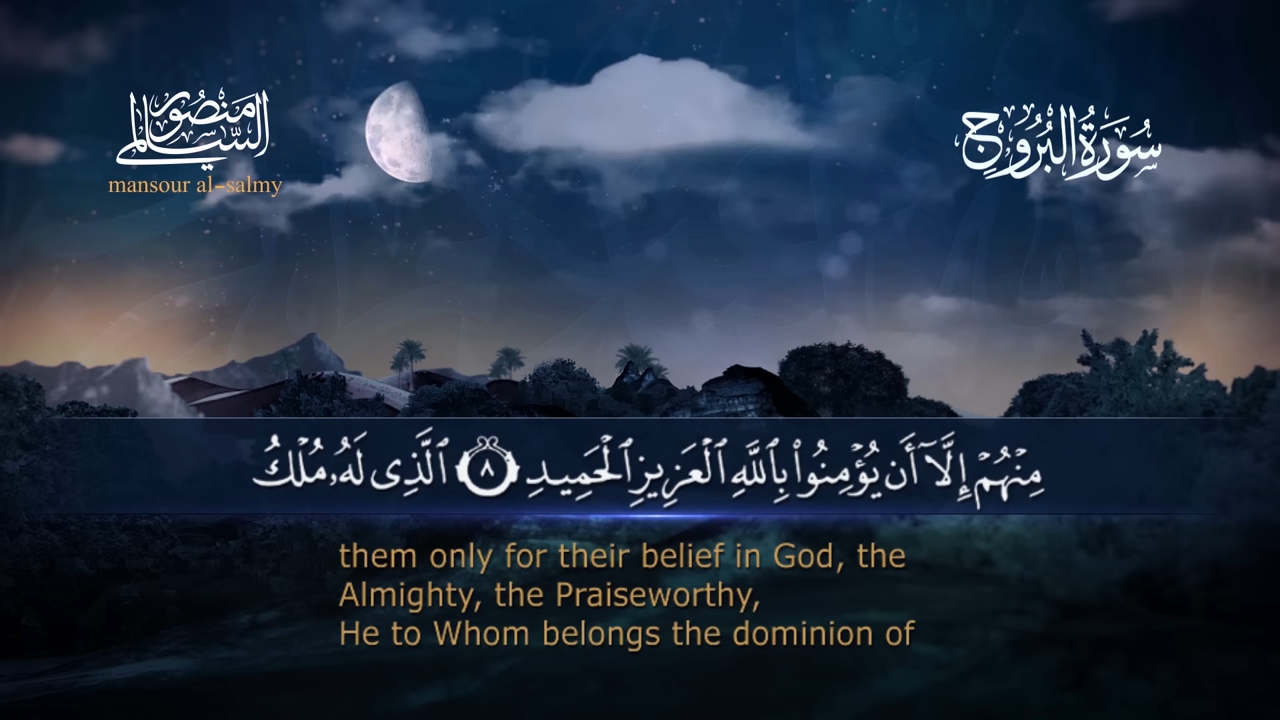 منصور السالمي
mansour al-salmy
سُورَةُ البُرُوج
مِنْهُمْ إِلَّآ أَن يُؤْمِنُوا۟ بِٱللَّهِ ٱلْعَزِيزِ ٱلْحَمِيدِ ٨ ٱلَّذِى لَهُۥ مُلْكُ
them only for their belief in God, the
Almighty, the Praiseworthy,
He to Whom belongs the dominion of